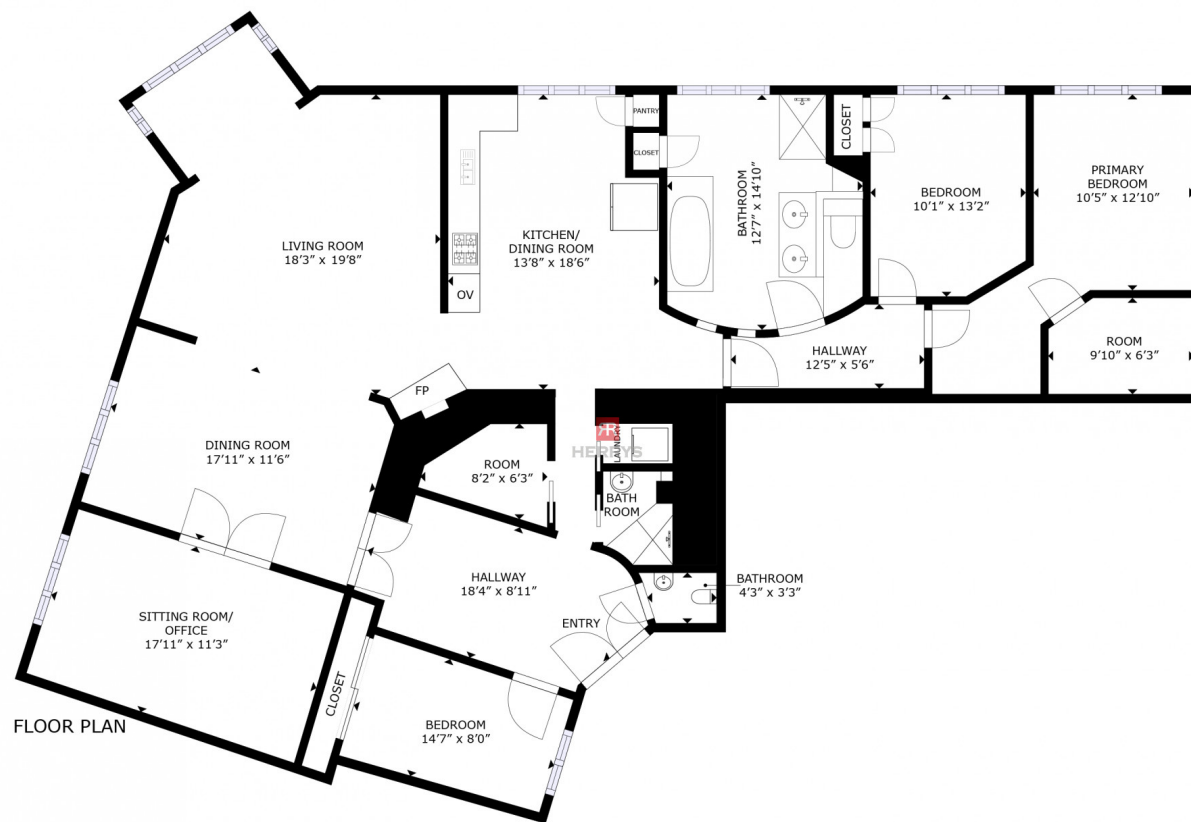 PANTRY
CLOSET
CLOSET
BATHROOM
12'7" x 14'10"
BEDROOM
10'1" x 13'2"
PRIMARY
BEDROOM
10'5" x 12'10"
LIVING ROOM
18'3" x 19'8"
KITCHEN/
DINING ROOM
13'8" x 18'6"
OV
HALLWAY
12'5" x 5'6"
ROOM
9'10" x 6'3"
FP
DINING ROOM
17'11" x 11'6"
ROOM
8'2" x 6'3"
LAUNDRY
HERRYS
BATH
ROOM
HALLWAY
18'4" x 8'11"
BATHROOM
4'3" x 3'3"
SITTING ROOM/
OFFICE
17'11" x 11'3"
ENTRY
CLOSET
BEDROOM
14'7" x 8'0"
FLOOR PLAN